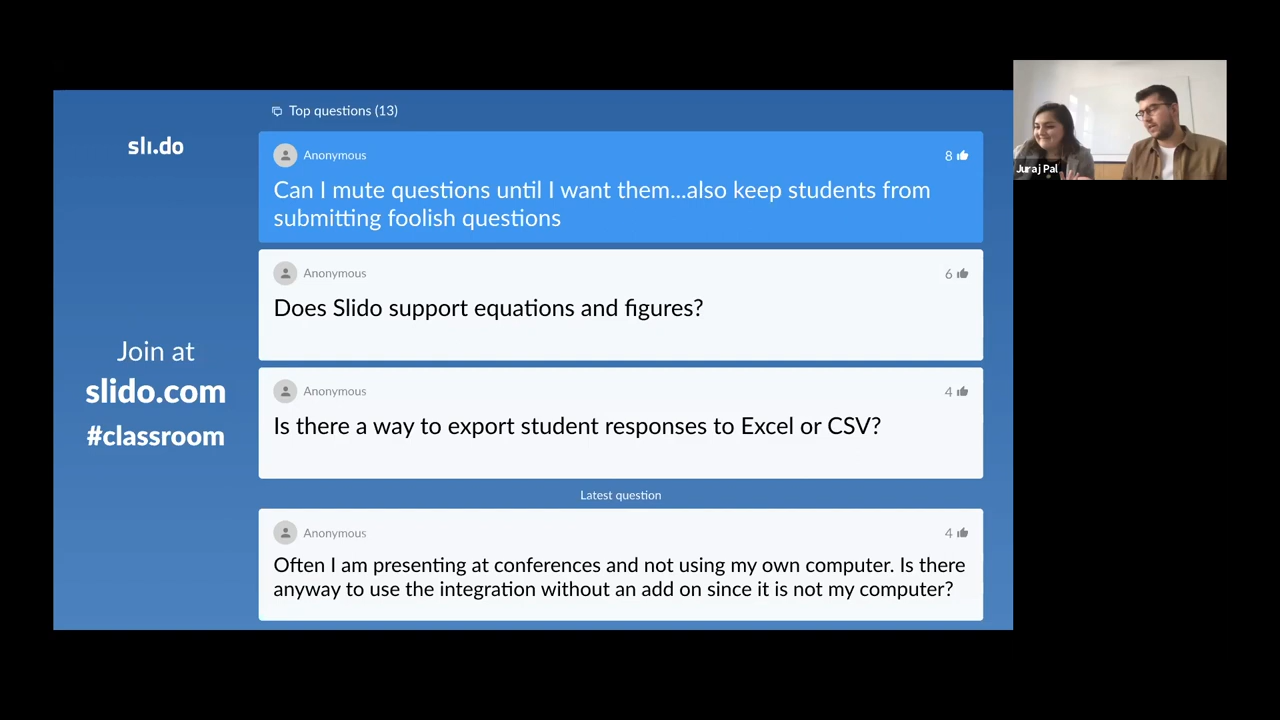 Top questions (13)
sli.do
Anonymous
8
Can I mute questions until I want them...also keep students from
submitting foolish questions
Anonymous
6
Does Slido support equations and figures?
Anonymous
4
Is there a way to export student responses to Excel or CSV?
Join at
slido.com
#classroom
Latest question
Anonymous
4
Often I am presenting at conferences and not using my own computer. Is there
anyway to use the integration without an add on since it is not my computer?
Juraj Pal